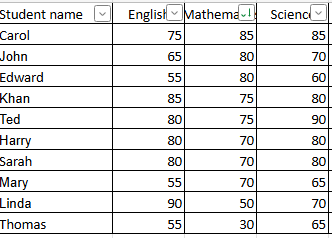 Student name English Mathema Science
Carol 75 85 85
John 65 80 70
Edward 55 80 60
Khan 85 75 80
Ted 80 75 90
Harry 80 70 80
Sarah 80 70 80
Mary 55 70 65
Linda 90 50 70
Thomas 55 30 65